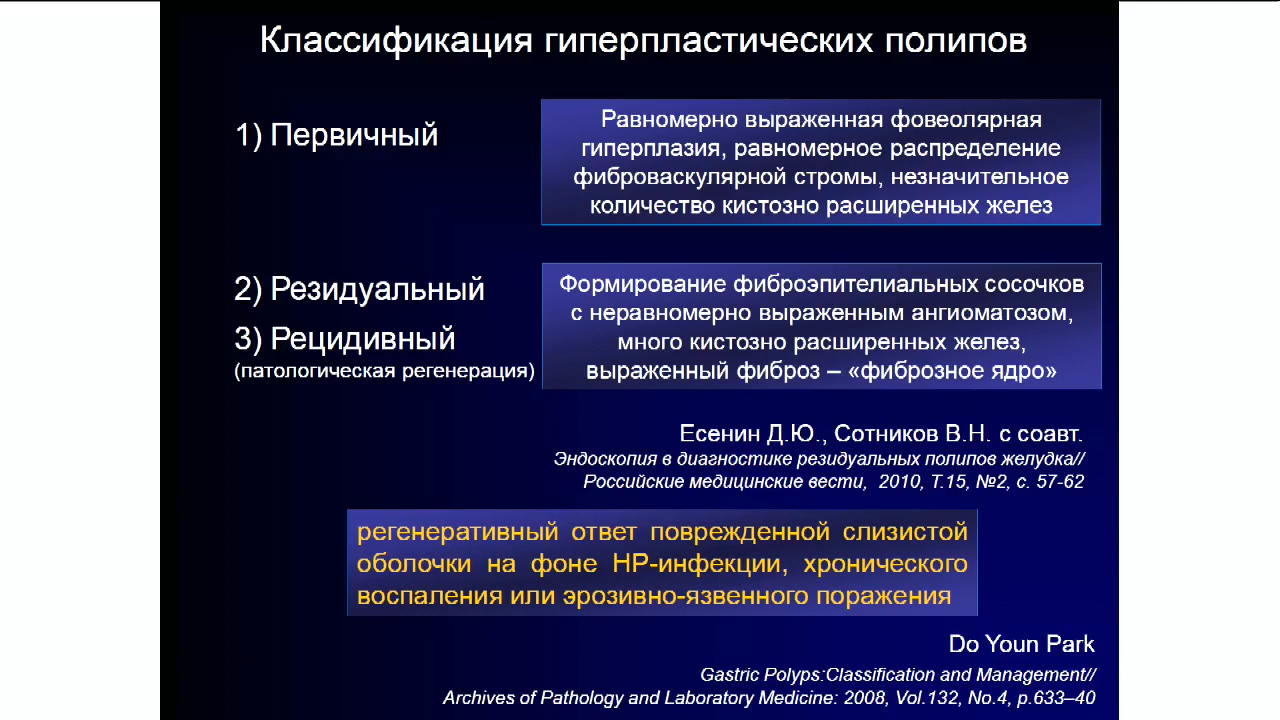 Классификация гиперпластических полипов
1) Первичный
Равномерно выраженная фовеолярная
гиперплазия, равномерное распределение
фиброваскулярной стромы, незначительное
количество кистозно расширенных желез
2) Резидуальный
3) Рецидивный
(патологическая регенерация)
Формирование фиброэпителиальных сосочков
с неравномерно выраженным ангиоматозом,
много кистозно расширенных желез,
выраженный фиброз – «фиброзное ядро»
Есенин Д.Ю., Сотников В.Н. с соавт.
Эндоскопия в диагностике резидуальных полипов желудка//
Российские медицинские вести, 2010, Т.15, №2, с. 57-62
регенеративный ответ поврежденной слизистой
оболочки на фоне HP-инфекции, хронического
воспаления или эрозивно-язвенного поражения
Do Youn Park
Gastric Polyps:Classification and Management//
Archives of Pathology and Laboratory Medicine: 2008, Vol.132, No.4, p.633–40